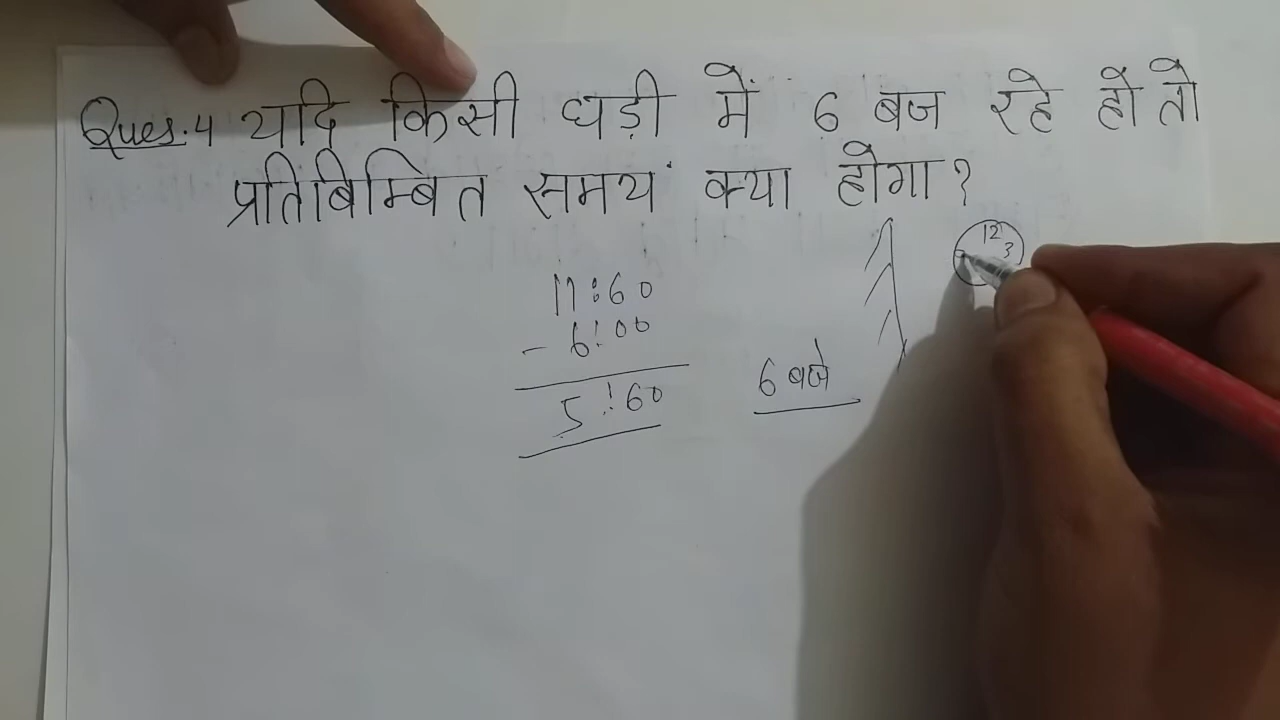 Ques.4 यदि किसी घड़ी में 6 बज रहे हो तो
प्रतिबिम्बित समय क्या होगा?
11:60
- 6:00
5:60
6 बजे
12
3